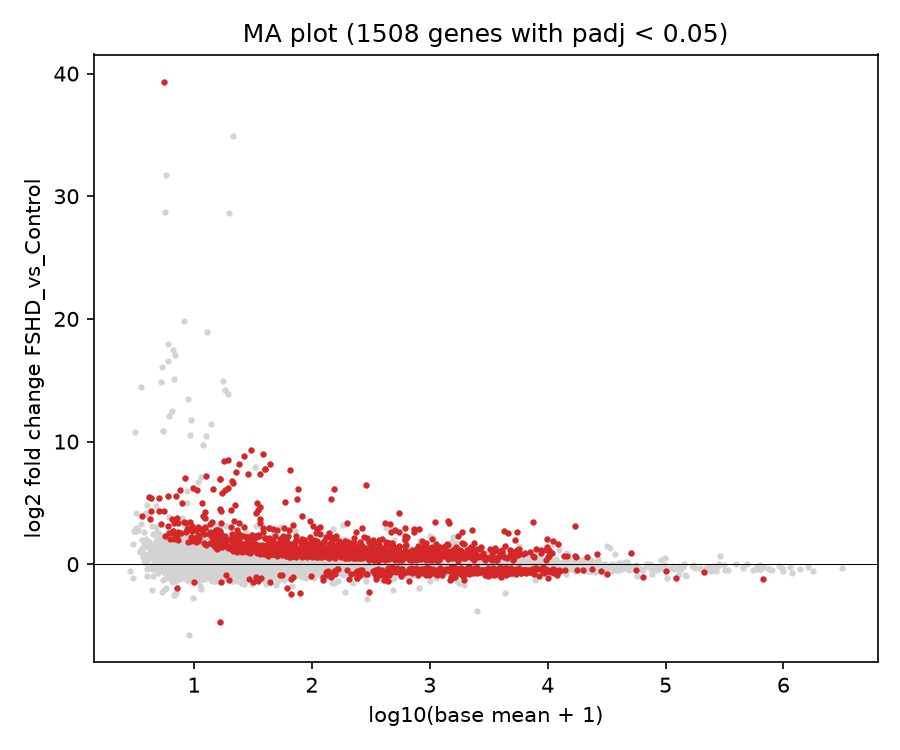 MA plot (1508 genes with padj < 0.05)
log2 fold change FSHD_vs_Control
40
30
20
10
0
1 2 3 4 5 6
log10(base mean + 1)